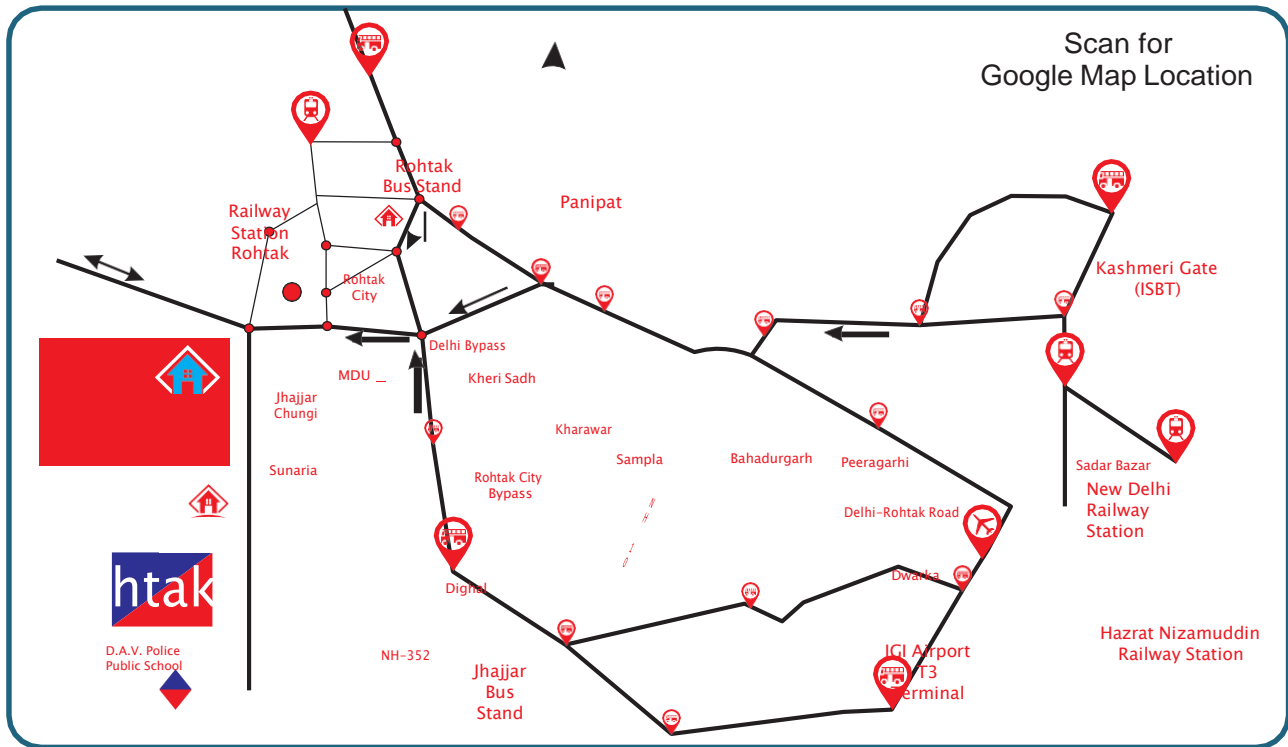 Scan for
Google Map Location
Rohtak
Bus Stand
Panipat
Railway
Station
Rohtak
Kashmeri Gate
(ISBT)
Rohtak
City
Delhi Bypass
MDU _
Kheri Sadh
Jhajjar
Chungi
Kharawar
Sampla
Bahadurgarh
Peeragarhi
Sadar Bazar
Sunaria
Rohtak City
Bypass
New Delhi
Railway
Station
Delhi-Rohtak Road
htak
Dighal
Dwarka
D.A.V. Police
Public School
NH-352
Jhajjar
Bus
Stand
IGI Airport
T3
Hazrat Nizamuddin
Railway Station